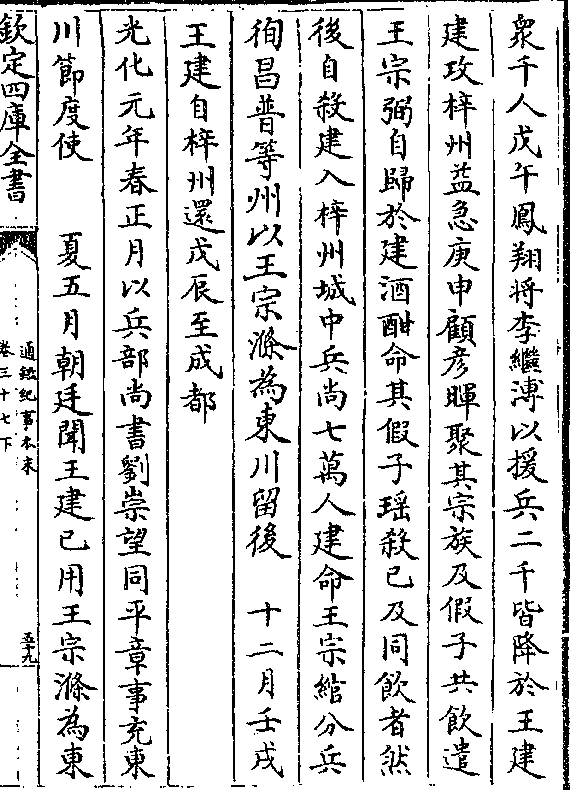 衆千人戊午鳳翔将李繼溥以援兵二千皆降於王建
建攻梓州益急庚申顧彦暉聚其宗族及假子共飲遣
王宗弼自歸於建酒酣命其假子瑶殺已及同飲者然
後自殺建入梓州城中兵尚七萬人建命王宗綰分兵
徇昌普等州以王宗滌為東川留後　十二月壬戌
王建自梓州還戊辰至成都
光化元年春正月以兵部尚書劉崇望同平章事充東
川節度使　夏五月朝廷聞王建已用王宗滌為東
欽定四庫全書
通鑑紀事本末
卷三十七下
五十九